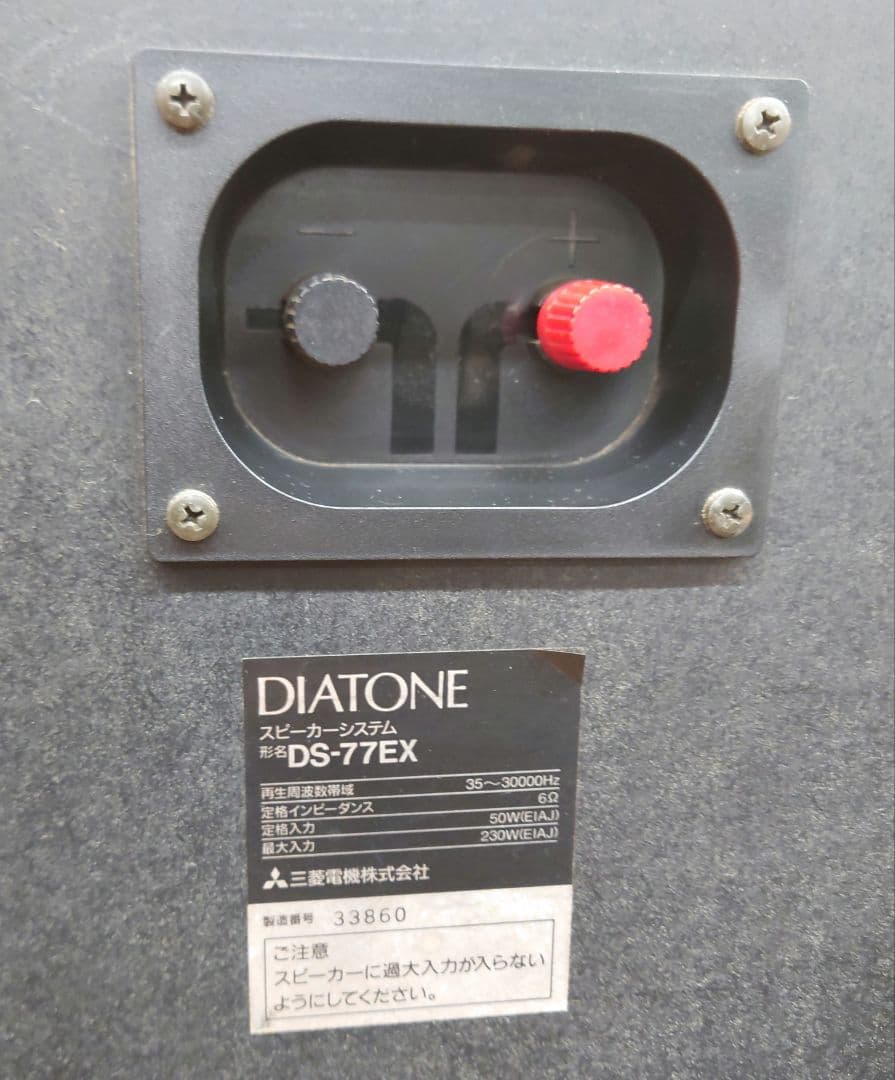 − +
DIATONE
スピーカーシステム
形名DS-77EX
再生周波数帯域 35～30000Hz
定格インピーダンス 6Ω
定格入力 50W(EIAJ)
最大入力 230W(EIAJ)
三菱電機株式会社
製造番号 33860
ご注意
スピーカーに過大入力が入らない
ようにしてください。